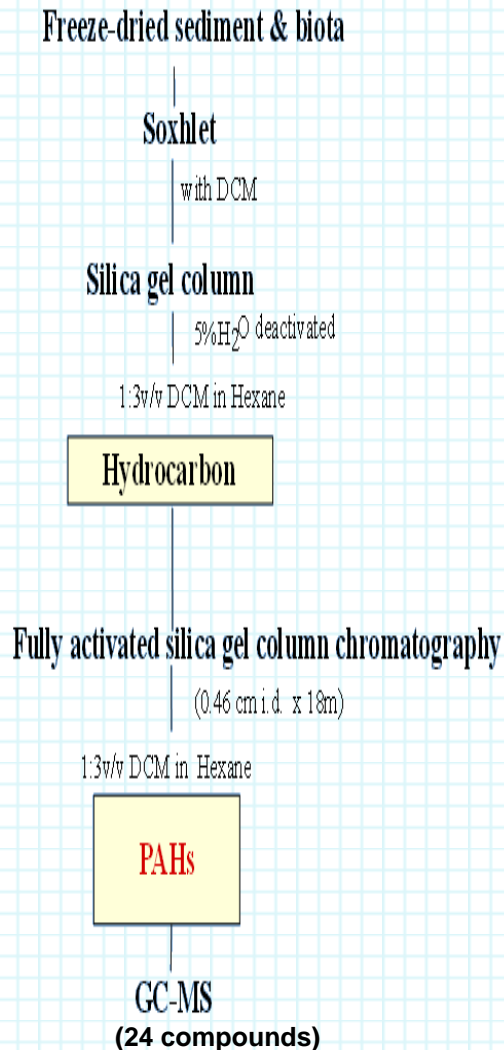 Freeze-dried sediment & biota
Soxhlet
with DCM
Silica gel column
5%H2O deactivated
1:3v/v DCM in Hexane
Hydrocarbon
Fully activated silica gel column chromatography
(0.46 cm i.d. x 18m)
1:3v/v DCM in Hexane
PAHs
GC-MS
(24 compounds)